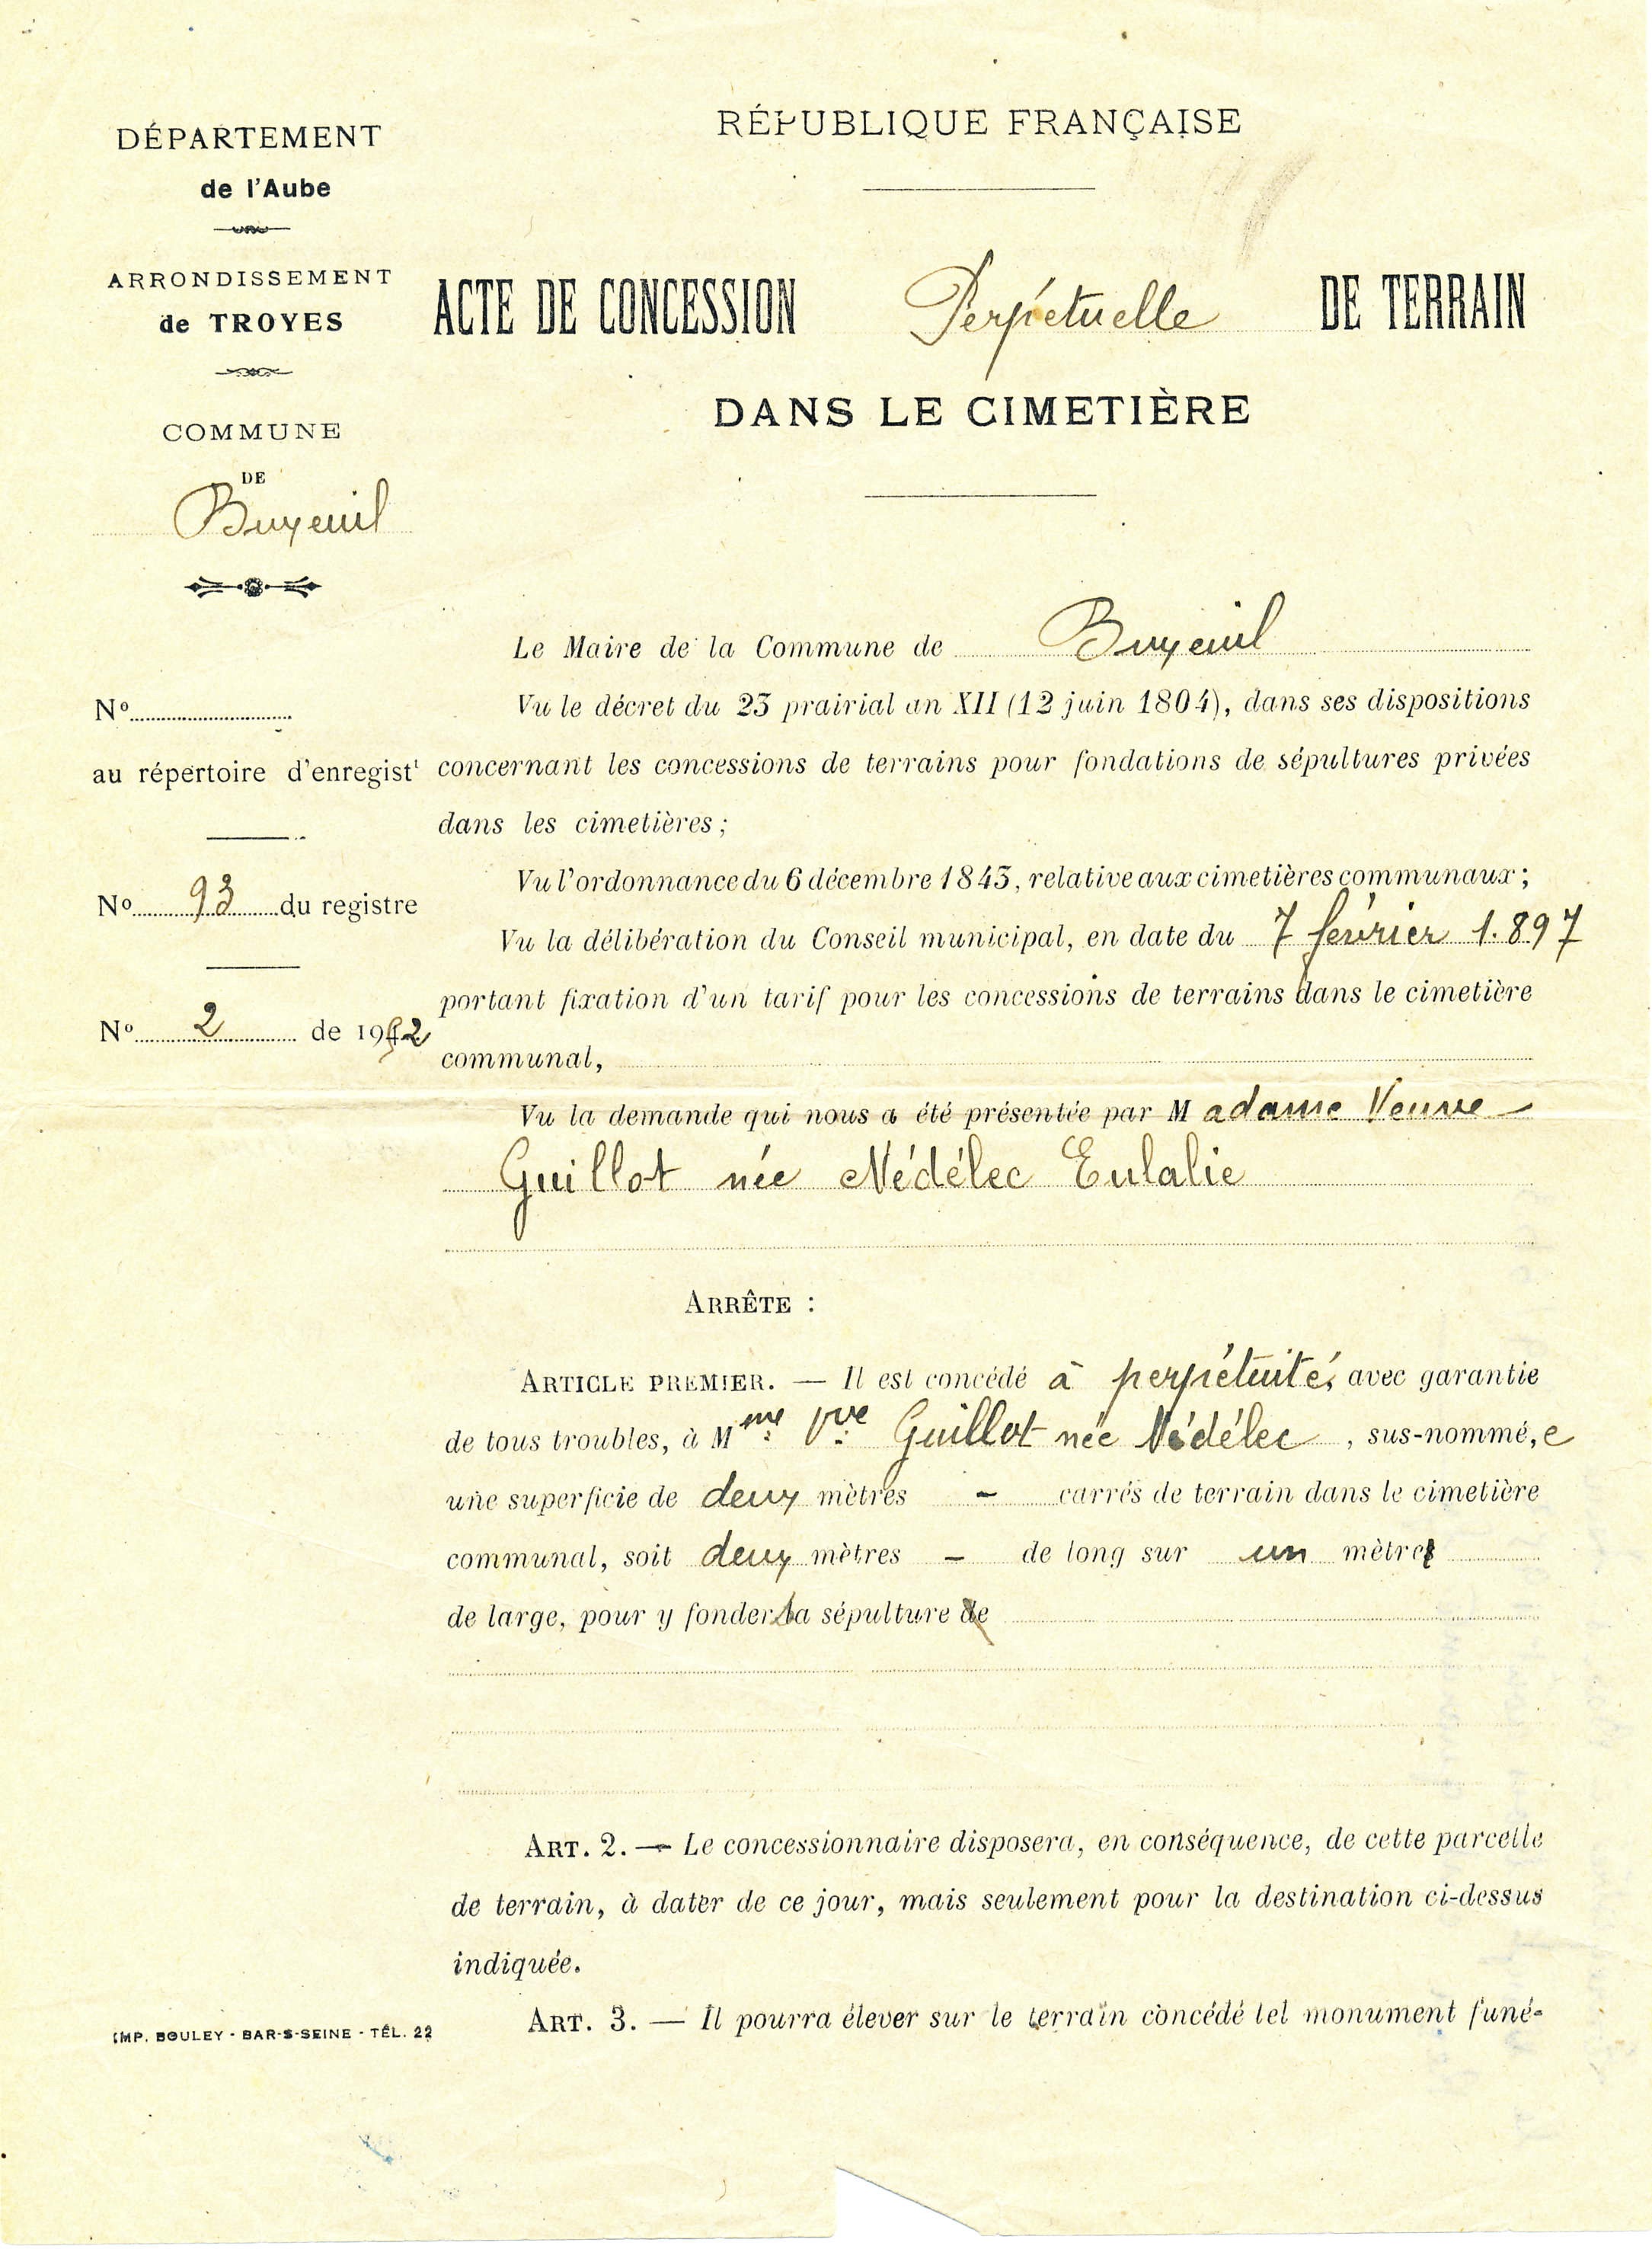 DÉPARTEMENT
de l'Aube
ARRONDISSEMENT
de TROYES
COMMUNE
DE
Buxeuil
RÉPUBLIQUE FRANÇAISE
ACTE DE CONCESSION Perpétuelle DE TERRAIN
DANS LE CIMETIÈRE
Nº
au répertoire d'enregistᵗ
Nº 93 du registre
Nº 2 de 19
Le Maire de la Commune de Buxeuil
Vu le décret du 23 prairial an XII (12 juin 1804), dans ses dispositions
concernant les concessions de terrains pour fondations de sépultures privées
dans les cimetières ;
Vu l'ordonnance du 6 décembre 1843, relative aux cimetières communaux ;
Vu la délibération du Conseil municipal, en date du 7 février 1.897
portant fixation d'un tarif pour les concessions de terrains dans le cimetière
communal,
Vu la demande qui nous a été présentée par Madame Veuve
Guillot née Nédélec Eulalie
ARRÊTE :
ARTICLE PREMIER. — Il est concédé à perpétuité, avec garantie
de tous troubles, à Mme Vve Guillot née Nédélec, sus-nommé,e
une superficie de deux mètres - carrés de terrain dans le cimetière
communal, soit deux mètres - de long sur un mètre
de large, pour y fonder sa sépulture
ART. 2. — Le concessionnaire disposera, en conséquence, de cette parcelle
de terrain, à dater de ce jour, mais seulement pour la destination ci-dessus
indiquée.
ART. 3. — Il pourra élever sur le terrain concédé tel monument funé-
IMP. BOULEY - BAR-S-SEINE - TÉL. 22